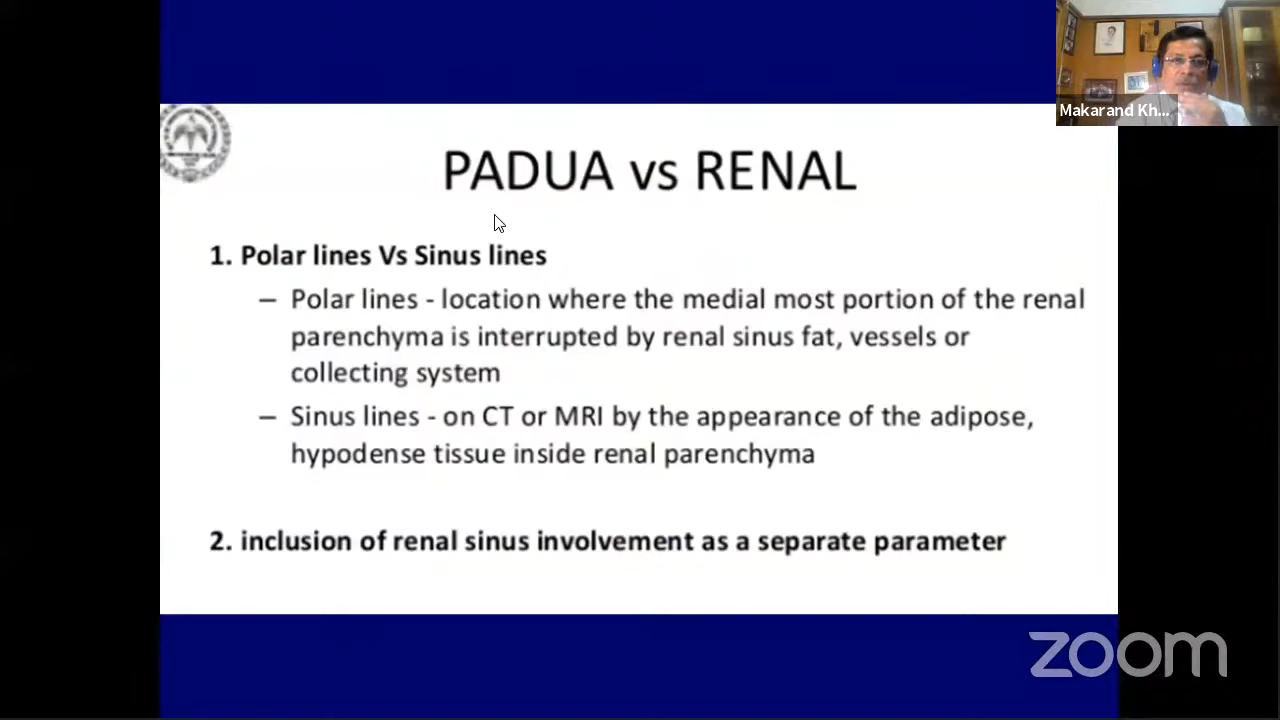 Makarand Kh...
PADUA vs RENAL
1. Polar lines Vs Sinus lines
– Polar lines - location where the medial most portion of the renal
parenchyma is interrupted by renal sinus fat, vessels or
collecting system
– Sinus lines - on CT or MRI by the appearance of the adipose,
hypodense tissue inside renal parenchyma
2. inclusion of renal sinus involvement as a separate parameter
zoom